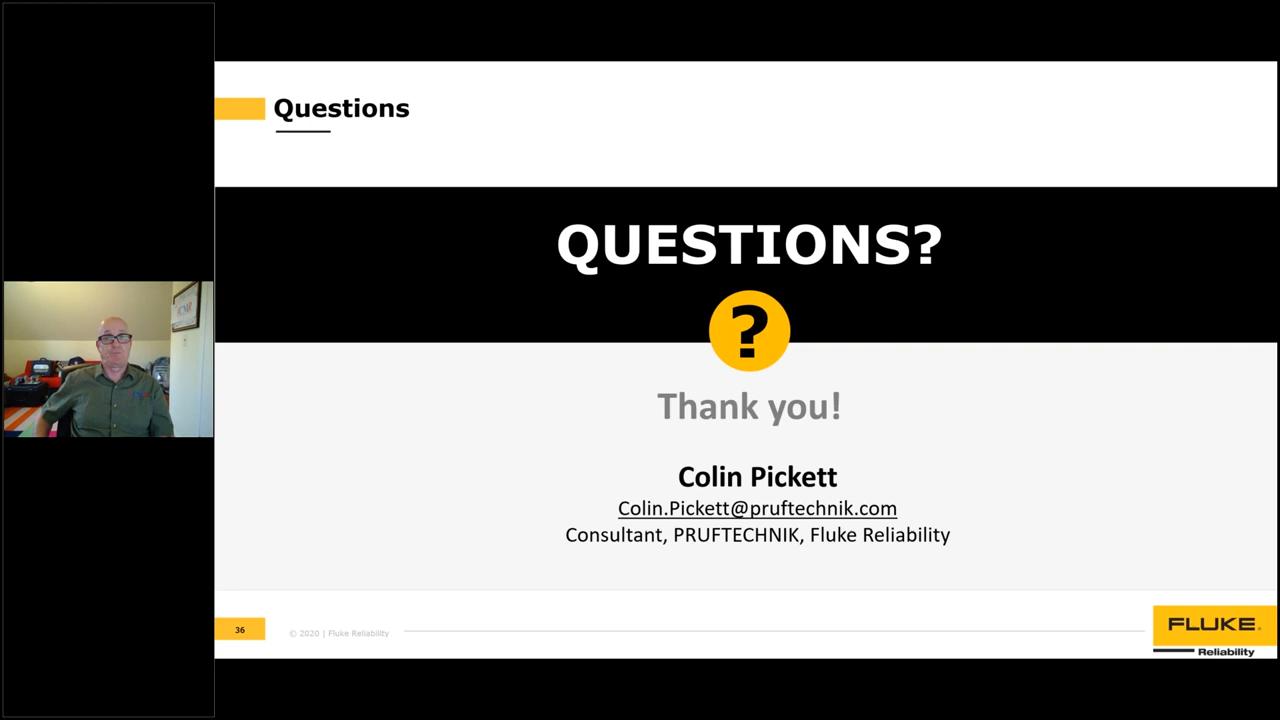 Questions
QUESTIONS?
?
Thank you!
Colin Pickett
Colin.Pickett@pruftechnik.com
Consultant, PRUFTECHNIK, Fluke Reliability
36
© 2020 | Fluke Reliability
FLUKE®
Reliability